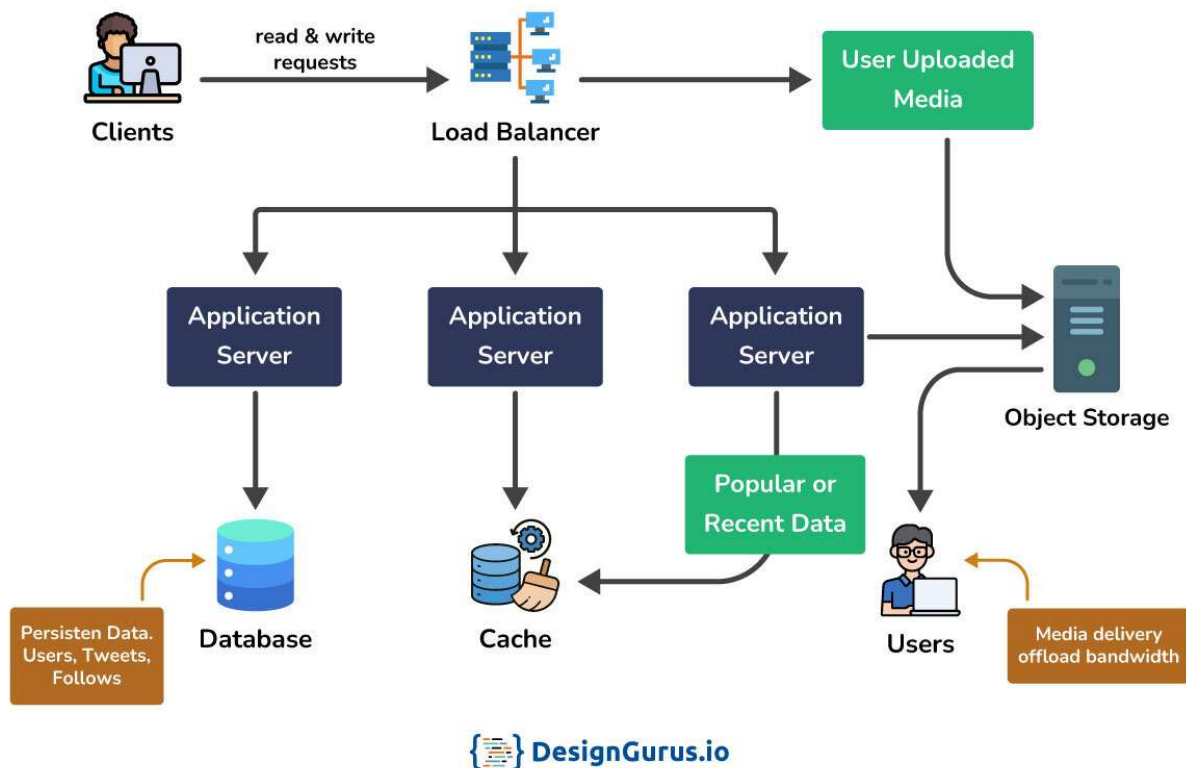 read & write
requests
User Uploaded
Media
Clients
Load Balancer
Application
Server
Application
Server
Application
Server
Object Storage
Popular or
Recent Data
Persisten Data.
Users, Tweets,
Follows
Database
Cache
Users
Media delivery
offload bandwidth
DesignGurus.io